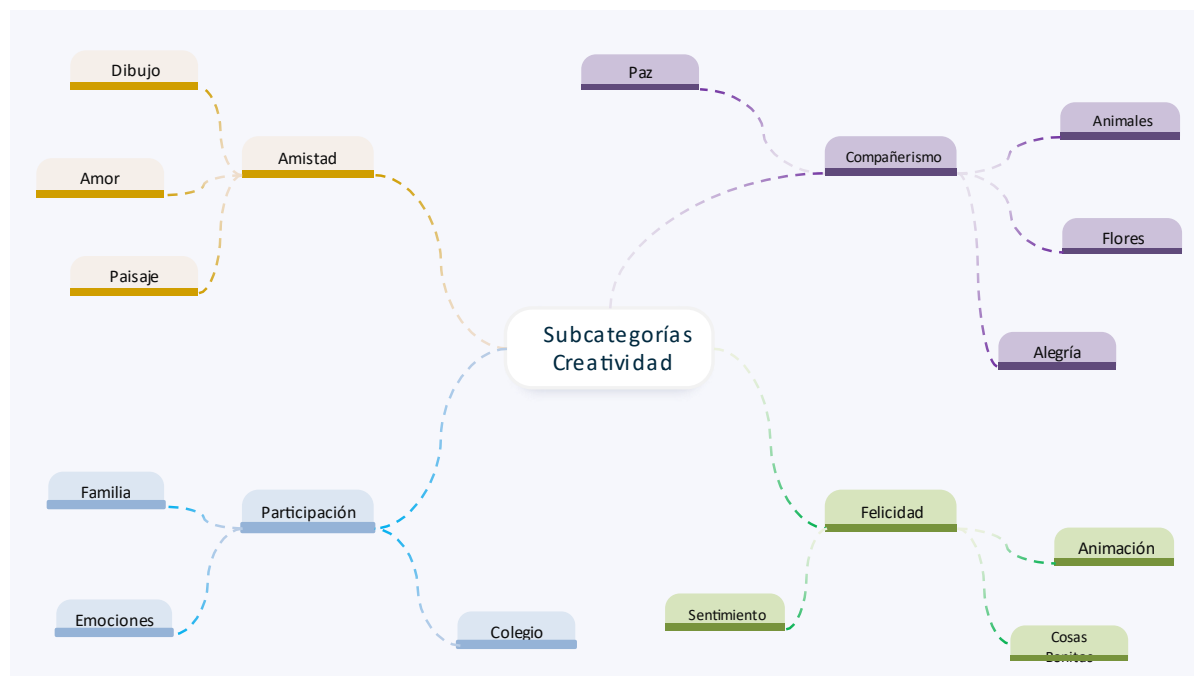 Dibujo
Amor
Paisaje
Amistad
Paz
Compañerismo
Animales
Flores
Alegría
Subcategorías
Creatividad
Familia
Emociones
Participación
Colegio
Felicidad
Sentimiento
Animación
Cosas
Bonitas